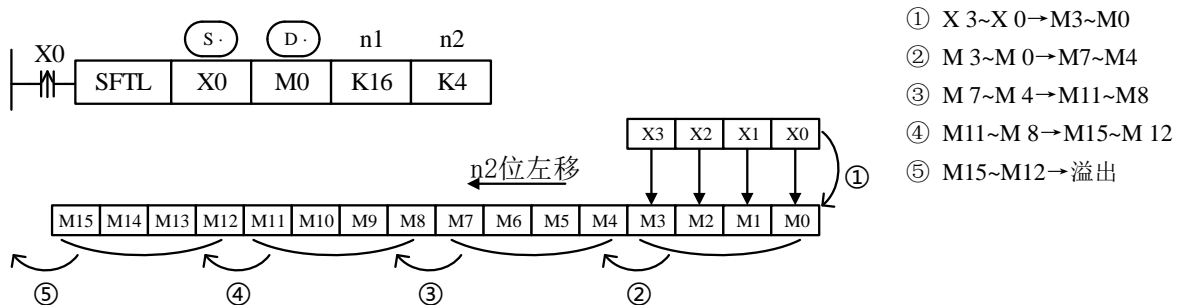 S · D · n1 n2
X0
SFTL X0 M0 K16 K4
① X 3~X 0→M3~M0
② M 3~M 0→M7~M4
③ M 7~M 4→M11~M8
④ M11~M 8→M15~M 12
⑤ M15~M12→溢出
X3 X2 X1 X0
n2位左移
①
M15 M14 M13 M12 M11 M10 M9 M8 M7 M6 M5 M4 M3 M2 M1 M0
⑤ ④ ③ ②